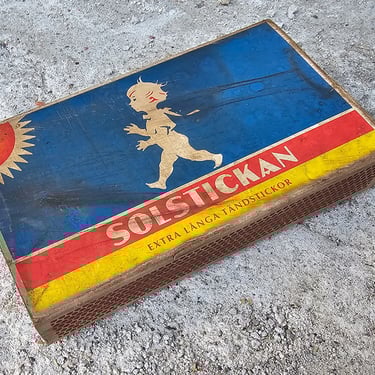 SOLSTICKAN
EXTRA LÅNGA TÄNDSTICKOR